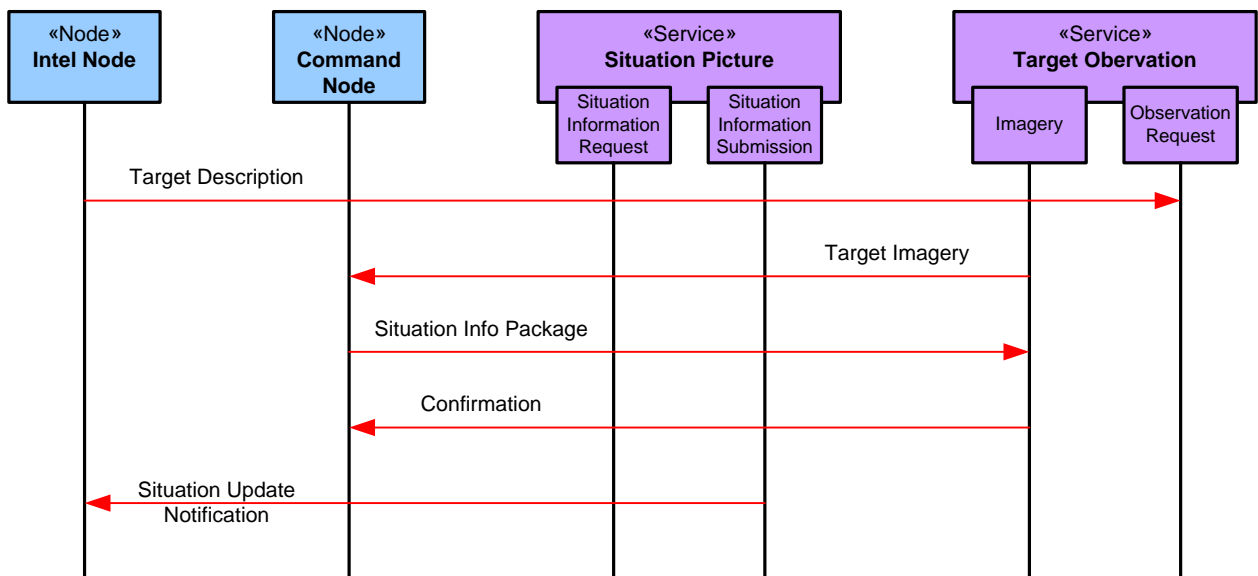 «Node»
Intel Node
«Node»
Command
Node
«Service»
Situation Picture
Situation
Information
Request
Situation
Information
Submission
«Service»
Target Obervation
Imagery
Observation
Request
Target Description
Target Imagery
Situation Info Package
Confirmation
Situation Update
Notification